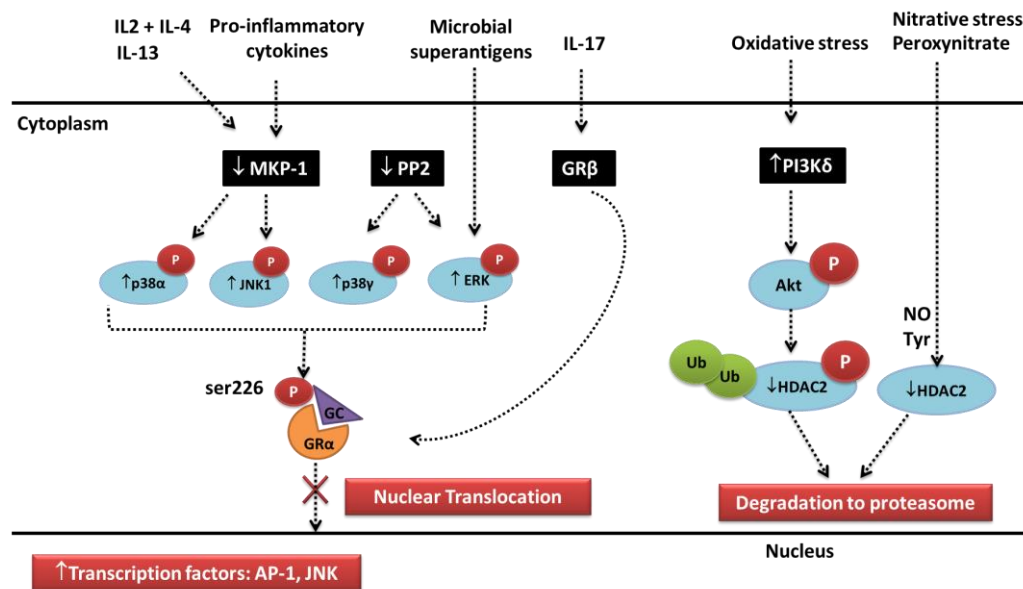 IL2 + IL-4
IL-13
Pro-inflammatory
cytokines
Microbial
superantigens
IL-17
Oxidative stress
Nitrative stress
Peroxynitrate
Cytoplasm
↓MKP-1
↓PP2
GRβ
↑PI3Kδ
P
↑p38α
P
↑JNK1
P
↑p38γ
P
↑ERK
P
Akt
NO
Tyr
Ub
Ub
P
↓HDAC2
↓HDAC2
ser226
P
GC
GRα
Nuclear Translocation
Degradation to proteasome
Nucleus
↑Transcription factors: AP-1, JNK